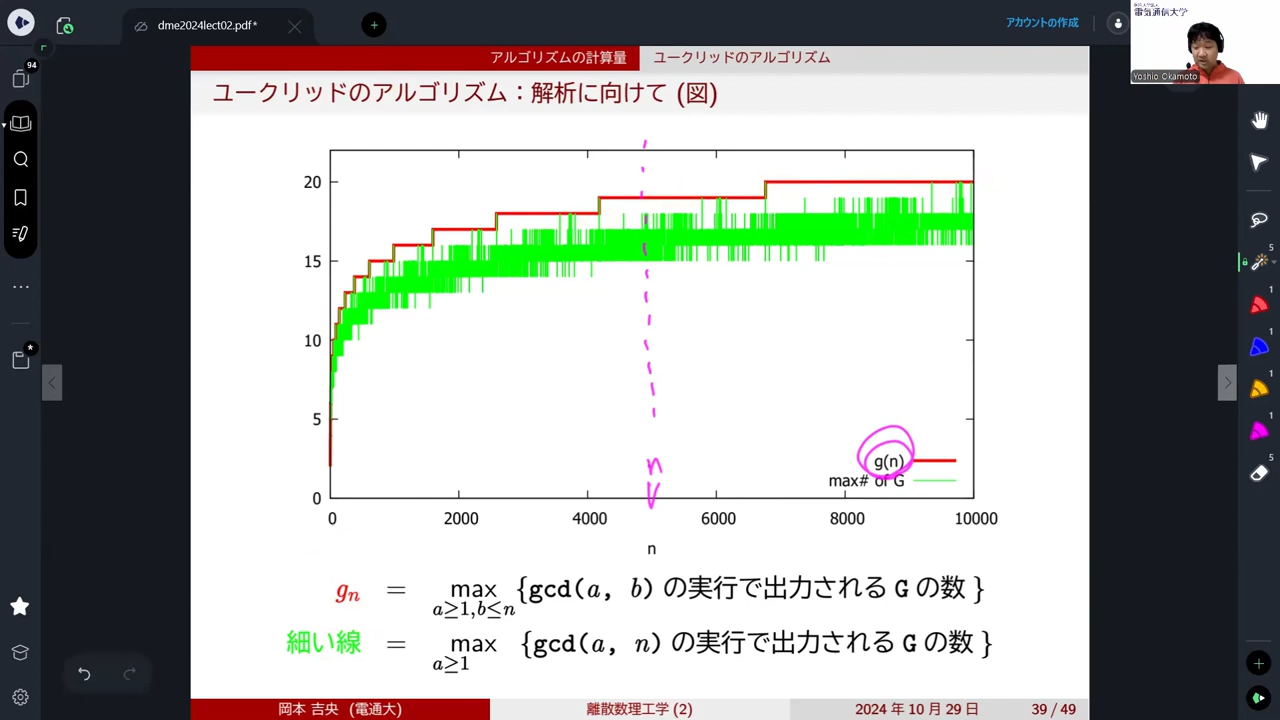 dme2024lect02.pdf*
アカウントの作成
電気通信大学
Yoshio Okamoto
94
アルゴリズムの計算量
ユークリッドのアルゴリズム
ユークリッドのアルゴリズム：解析に向けて (図)
20
15
10
5
0
g(n)
max# of G
n
0
2000
4000
6000
8000
10000
n
gn = max {gcd(a, b) の実行で出力される G の数 }
a≥1,b≤n
細い線 = max {gcd(a, n) の実行で出力される G の数 }
a≥1
岡本 吉央 (電通大)
離散数理工学 (2)
2024 年 10 月 29 日
39 / 49
5
1
1
1
1
5